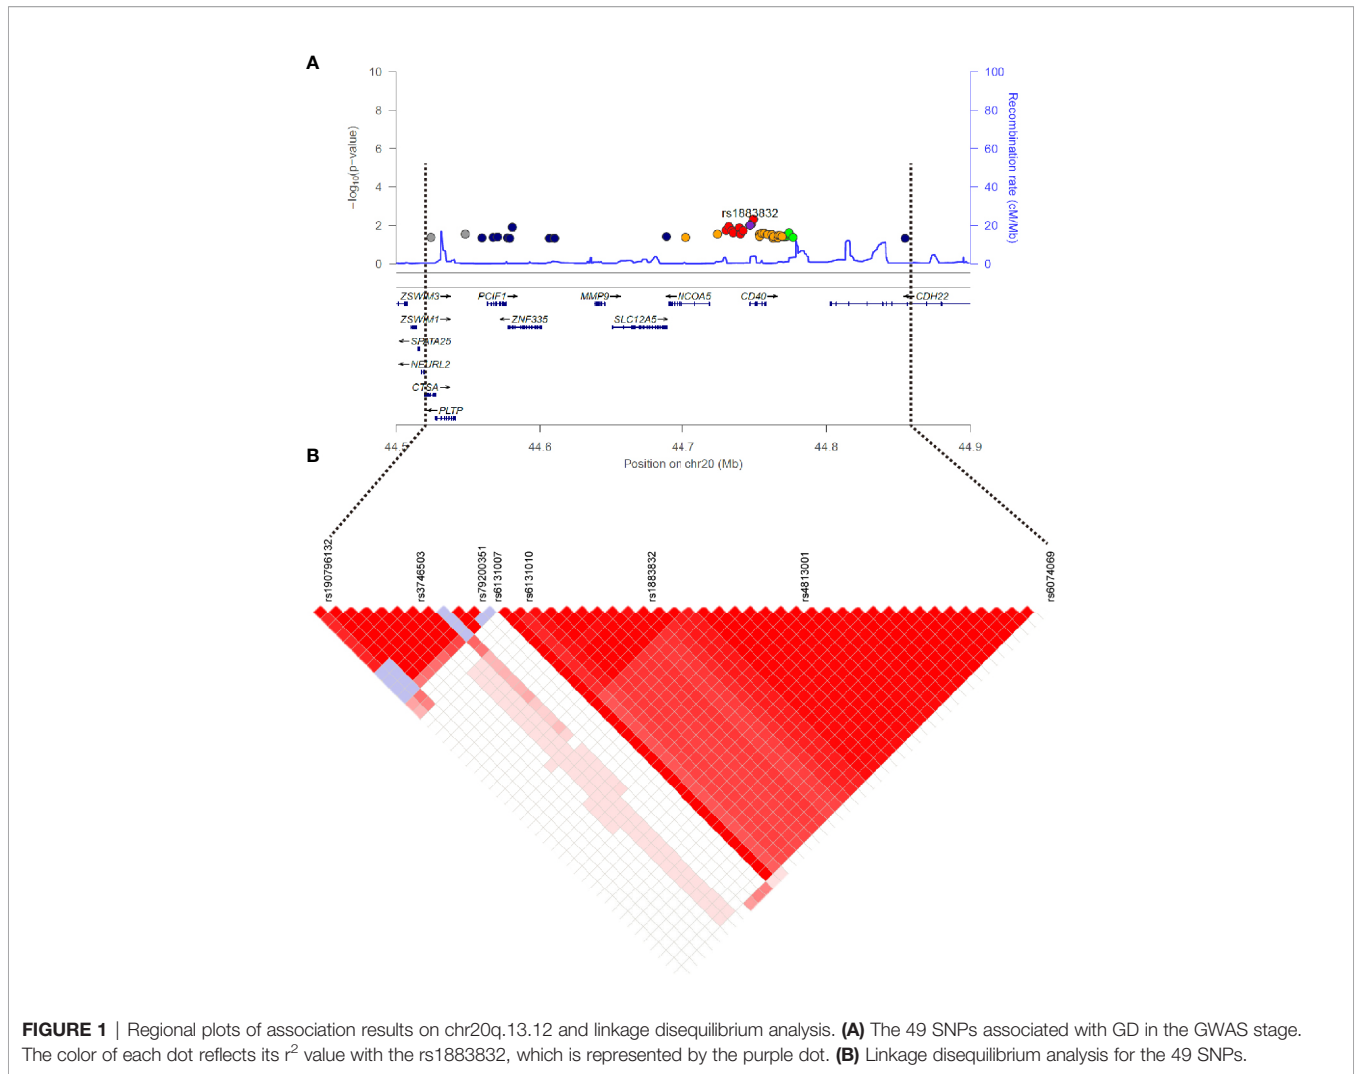 A
10
8
6
4
2
0
−log10(p−value)
100
80
60
40
20
0
Recombination rate (cM/Mb)
rs1883832
ZSWIM3→ PCIF1→ MMP9→ ←NCOA5 CD40→ ←CDH22
ZSWIM1→ ←ZNF335 SLC12A5→
←SPATA25
←NEURL2
CTSA→
←PLTP
44.5 44.6 44.7 44.8 44.9
Position on chr20 (Mb)
B
rs190796132
rs3746503
rs79200351
rs6131007
rs6131010
rs1883832
rs4813001
rs6074069
FIGURE 1 | Regional plots of association results on chr20q.13.12 and linkage disequilibrium analysis. (A) The 49 SNPs associated with GD in the GWAS stage.
The color of each dot reflects its r² value with the rs1883832, which is represented by the purple dot. (B) Linkage disequilibrium analysis for the 49 SNPs.